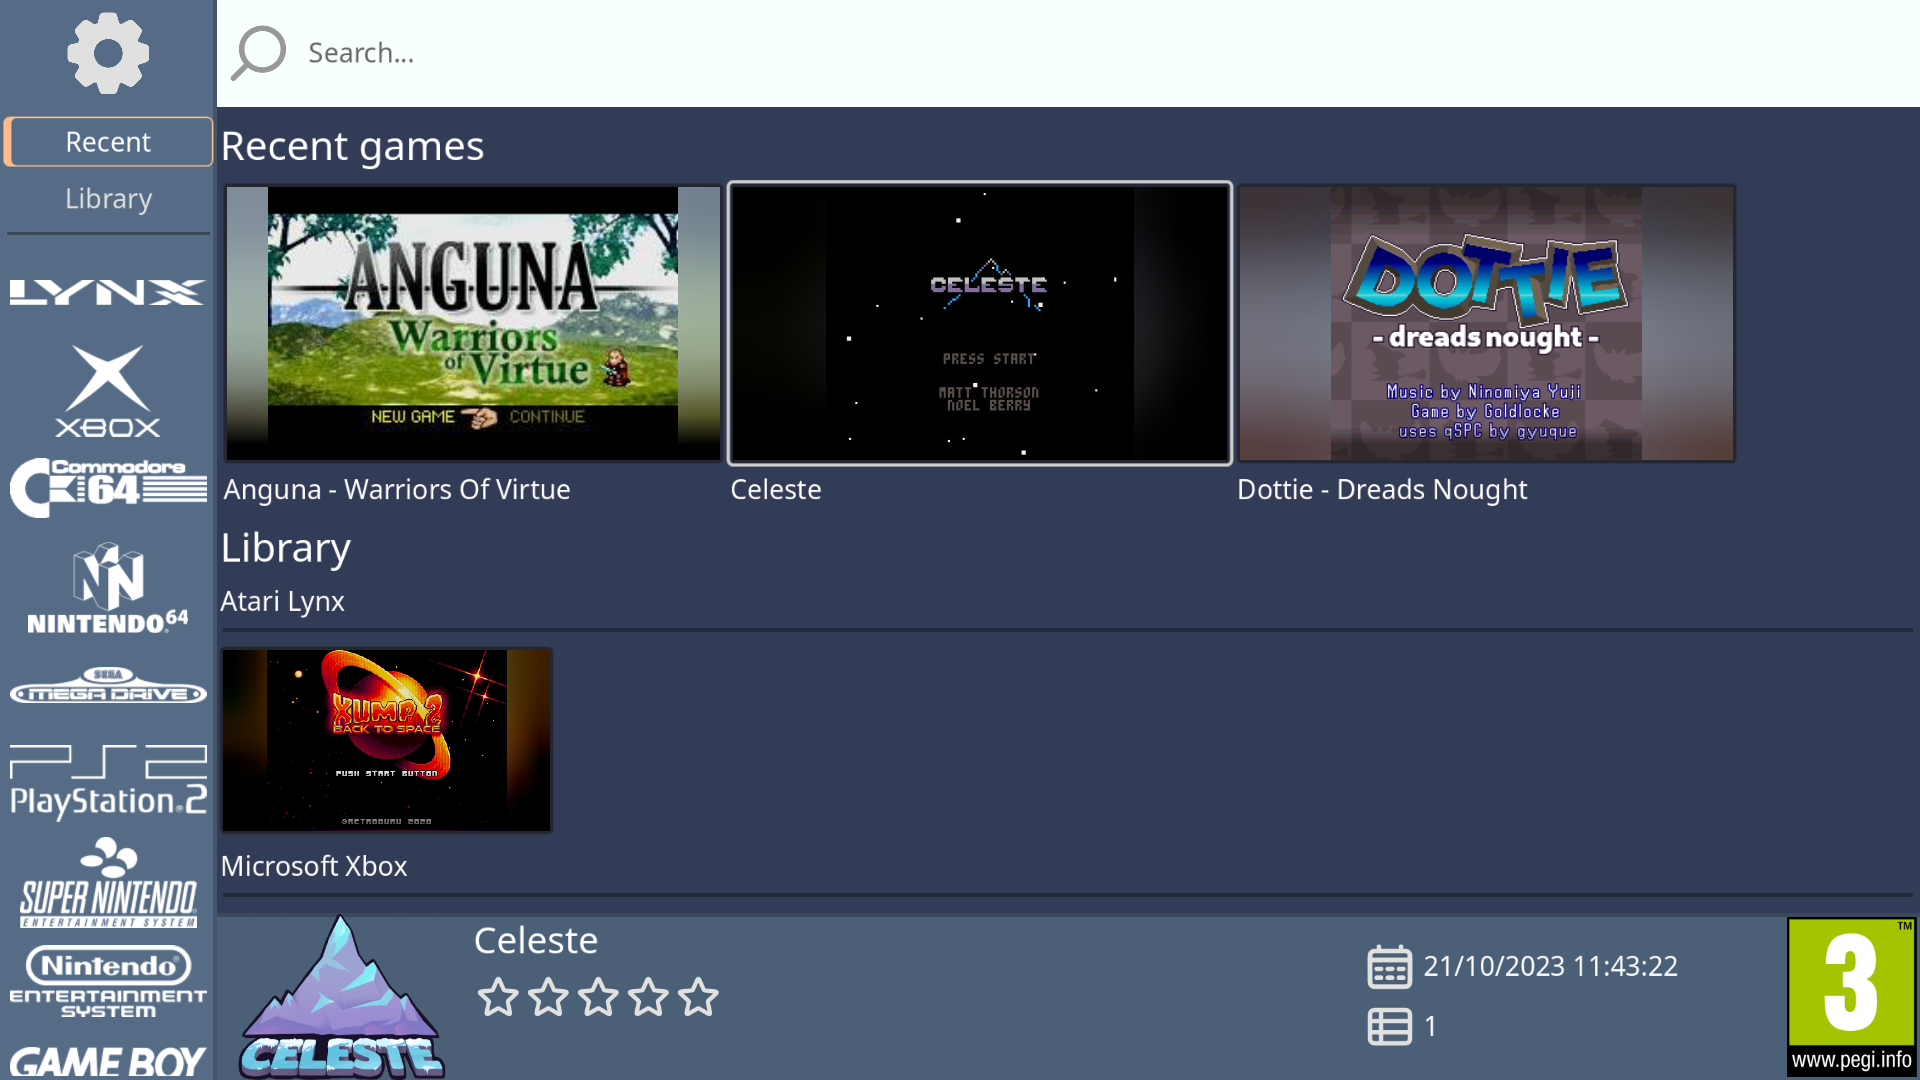 Search...
Recent
Library
LYNX
XBOX
Commodore
C64
NINTENDO64
SEGA
MEGA DRIVE
PS2
PlayStation.2
SUPER NINTENDO
ENTERTAINMENT SYSTEM
Nintendo®
ENTERTAINMENT
SYSTEM
GAME BOY
Recent games
ANGUNA
Warriors
of Virtue
NEW GAME CONTINUE
CELESTE
PRESS START
MATT THORSON
NOEL BERRY
DOTTIE
- dreads nought -
Music by Ninomiya Yuji
Game by Goldlocke
uses qSPC by gyuque
Anguna - Warriors Of Virtue
Celeste
Dottie - Dreads Nought
Library
Atari Lynx
XUMP 2
BACK TO SPACE
PUSH START BUTTON
©RETROGURU 2020
Microsoft Xbox
CELESTE
Celeste
21/10/2023 11:43:22
1
3
TM
www.pegi.info